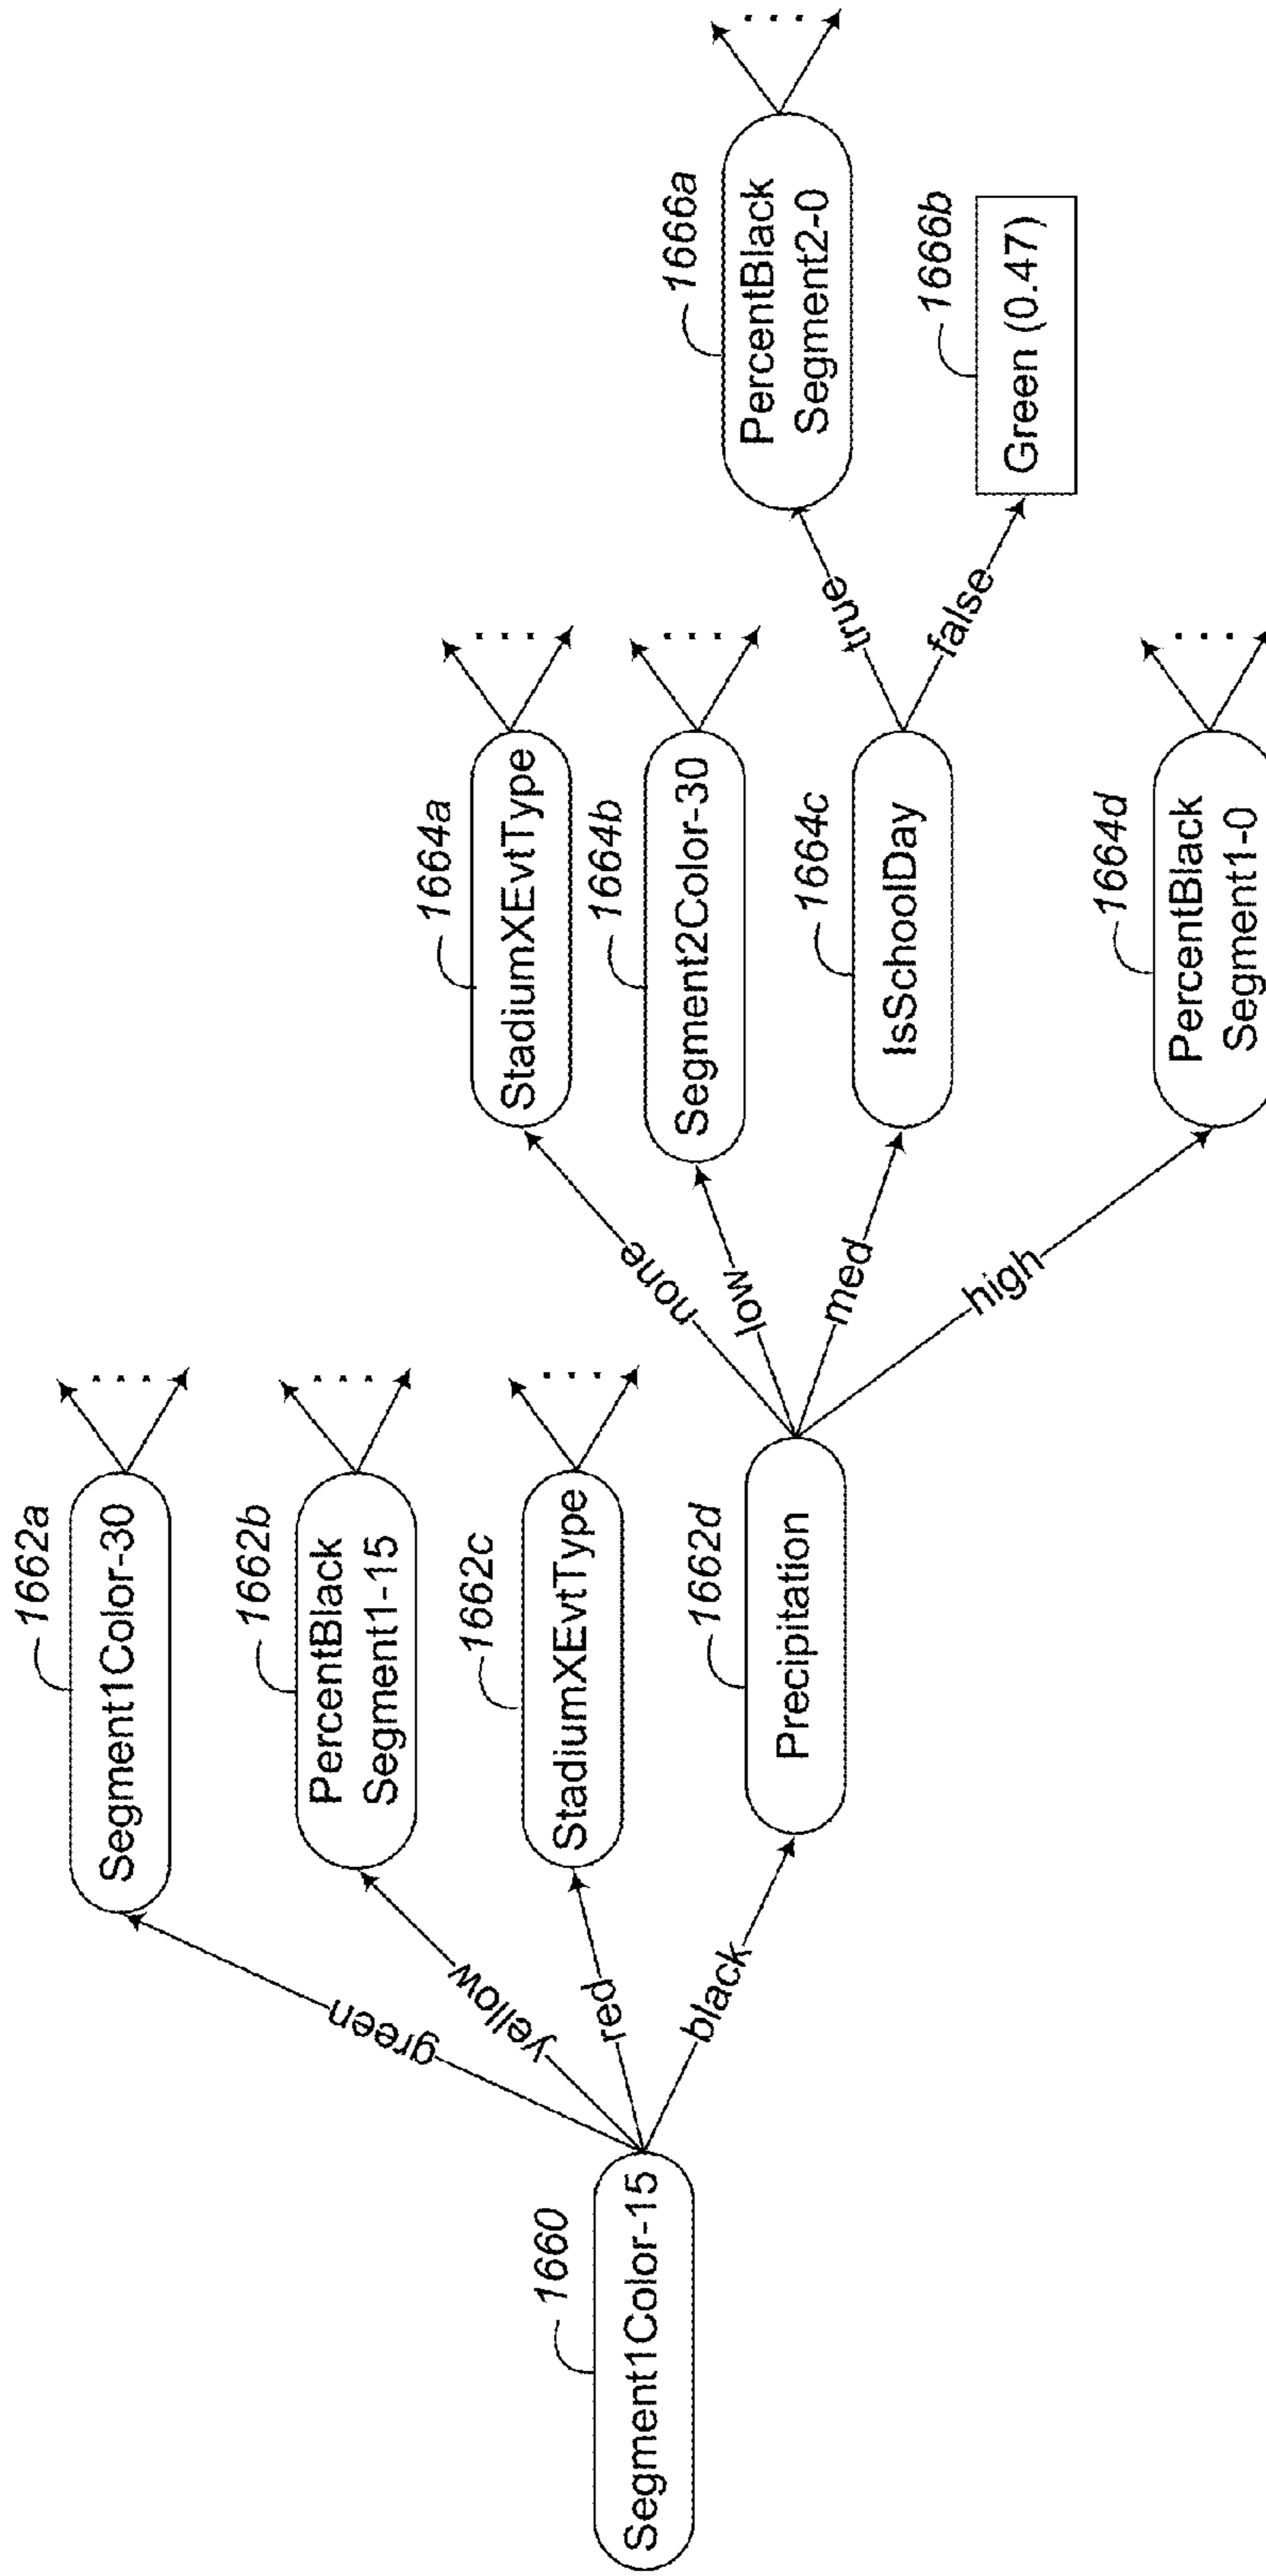 1660
Segment1Color-15
green
yellow
red
black
1662a
Segment1Color-30
. . .
1662b
PercentBlack
Segment1-15
. . .
1662c
StadiumXEvtType
. . .
1662d
Precipitation
none
low
med
high
1664a
StadiumXEvtType
. . .
1664b
Segment2Color-30
. . .
1664c
IsSchoolDay
true
false
1664d
PercentBlack
Segment1-0
. . .
1666a
PercentBlack
Segment2-0
. . .
1666b
Green (0.47)